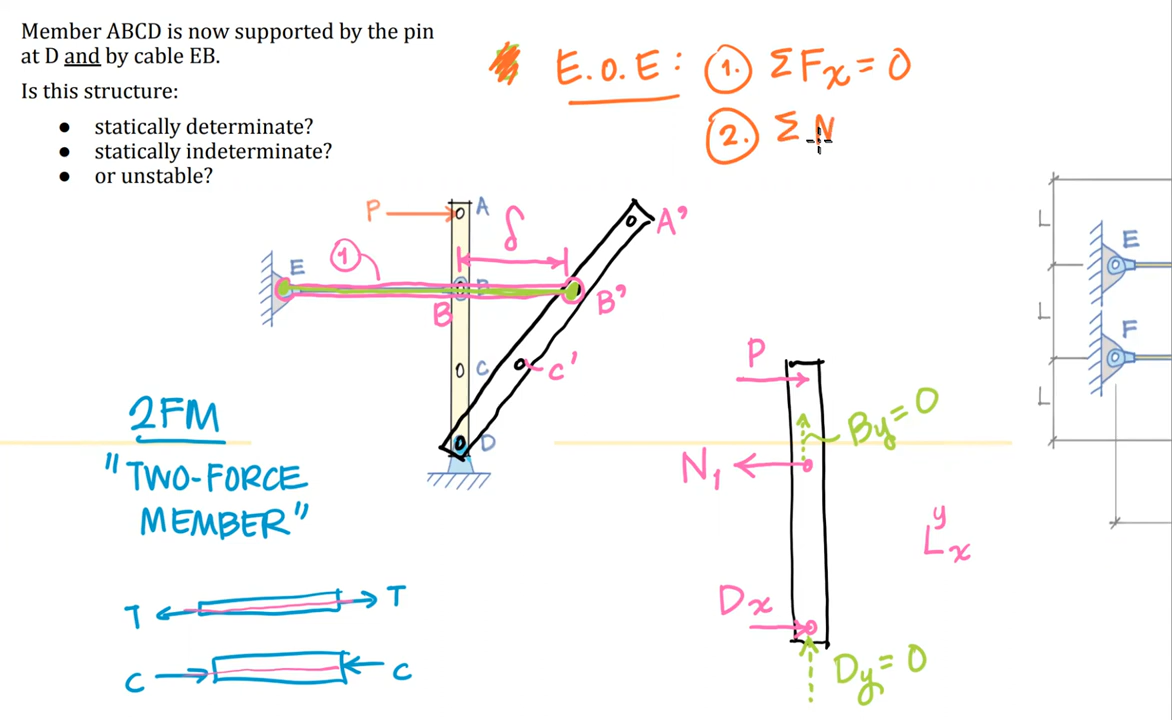 Member ABCD is now supported by the pin
at D and by cable EB.
Is this structure:
● statically determinate?
● statically indeterminate?
● or unstable?
E.O.E: 1. ΣFx = 0
2. Σ
P A δ A'
E 1
B B'
C C'
D
2FM
"TWO-FORCE
MEMBER"
T T
C C
P
By = 0
N1
y
x
Dx
Dy = 0
L
E
L
F
L